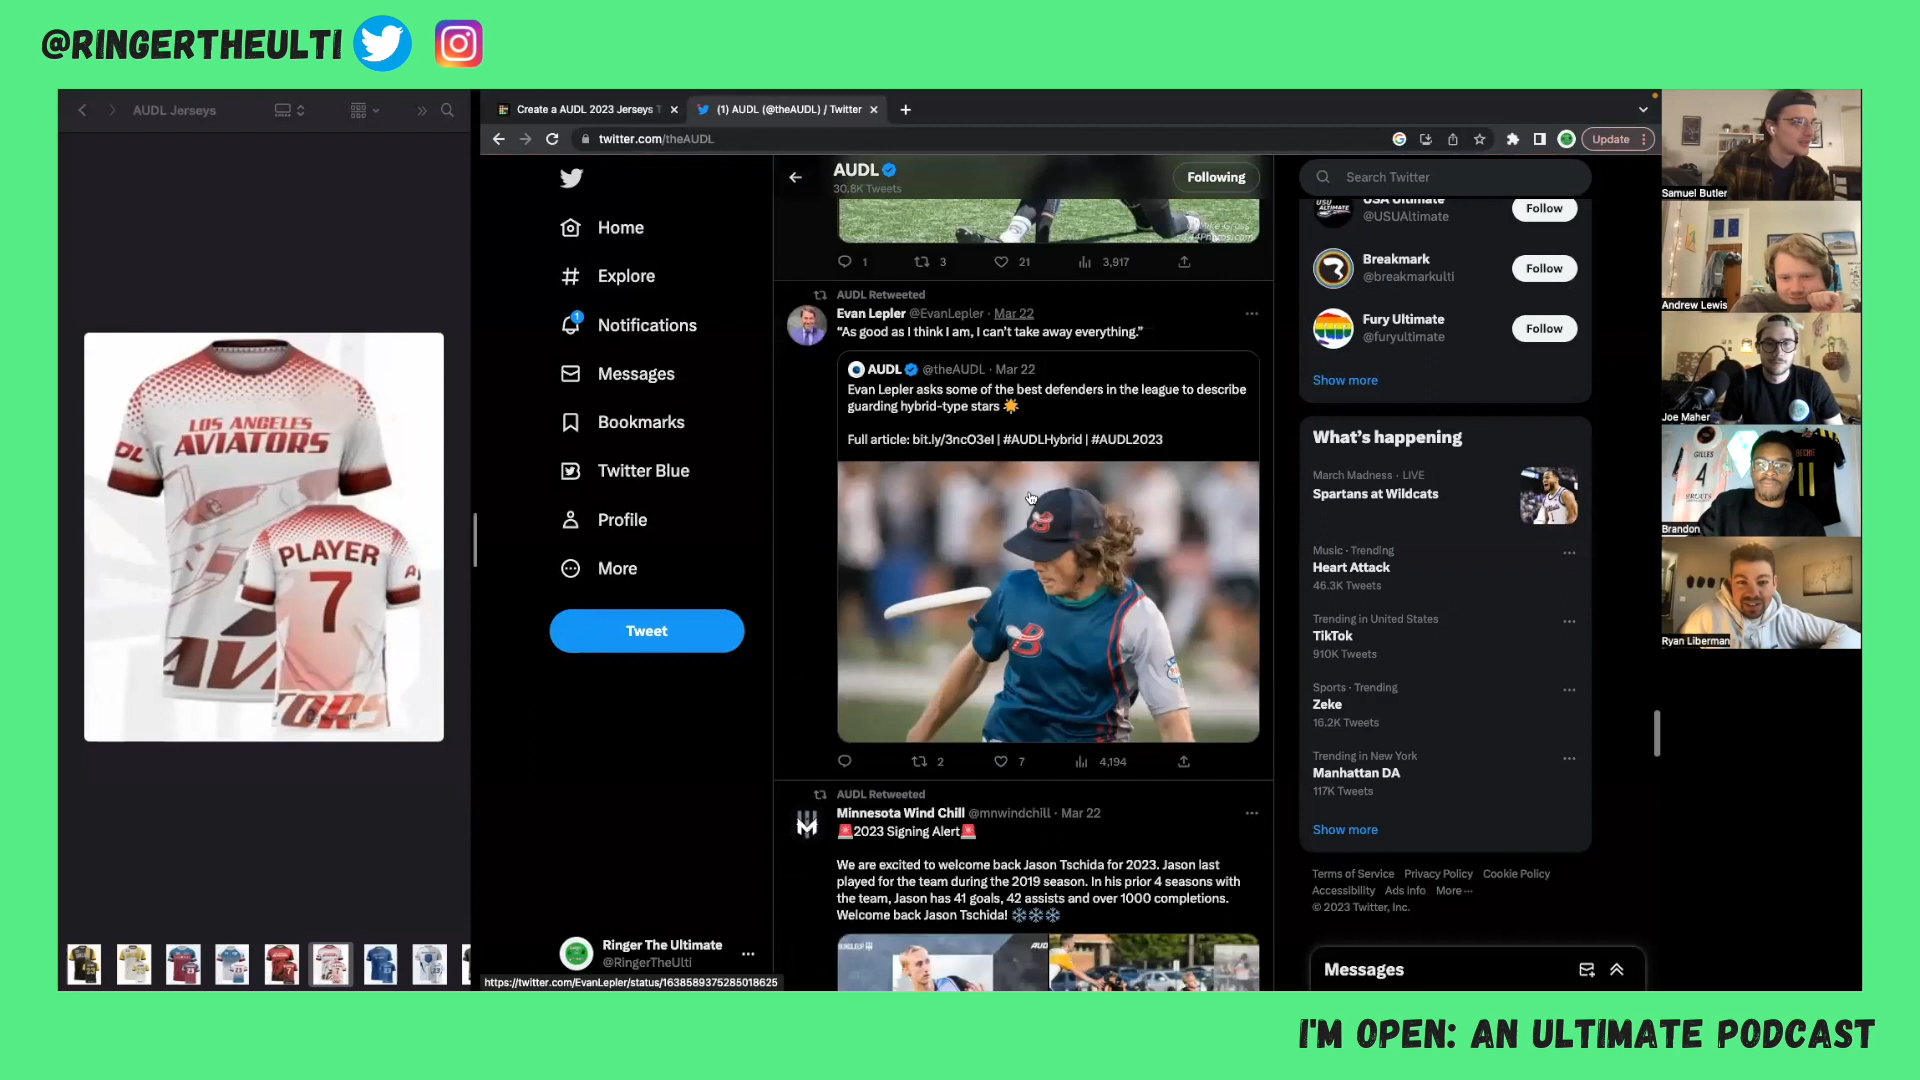 @RINGERTHEULTI
AUDL Jerseys
LOS ANGELES
AVIATORS
PLAYER
7
Create a AUDL 2023 Jerseys T
(1) AUDL (@theAUDL) / Twitter
twitter.com/theAUDL
Update
Home
Explore
1
Notifications
Messages
Bookmarks
Twitter Blue
Profile
More
Tweet
Ringer The Ultimate
@RingerTheUlti
https://twitter.com/EvanLepler/status/1638589375285018625
AUDL
30.8K Tweets
Following
1
3
21
3,917
AUDL Retweeted
Evan Lepler @EvanLepler · Mar 22
“As good as I think I am, I can’t take away everything.”
AUDL @theAUDL · Mar 22
Evan Lepler asks some of the best defenders in the league to describe
guarding hybrid-type stars
Full article: bit.ly/3ncO3eI | #AUDLHybrid | #AUDL2023
B
B
2
7
4,194
AUDL Retweeted
Minnesota Wind Chill @mnwindchill · Mar 22
2023 Signing Alert
We are excited to welcome back Jason Tschida for 2023. Jason last
played for the team during the 2019 season. In his prior 4 seasons with
the team, Jason has 41 goals, 42 assists and over 1000 completions.
Welcome back Jason Tschida!
Search Twitter
USA Ultimate
@USUAltimate
Follow
Breakmark
@breakmarkulti
Follow
Fury Ultimate
@furyultimate
Follow
Show more
What’s happening
March Madness · LIVE
Spartans at Wildcats
Music · Trending
Heart Attack
46.3K Tweets
Trending in United States
TikTok
910K Tweets
Sports · Trending
Zeke
16.2K Tweets
Trending in New York
Manhattan DA
117K Tweets
Show more
Terms of Service Privacy Policy Cookie Policy
Accessibility Ads info More ···
© 2023 Twitter, Inc.
Messages
Samuel Butler
Andrew Lewis
Joe Maher
GILLES
4
11
Brandon
Ryan Liberman
I'M OPEN: AN ULTIMATE PODCAST